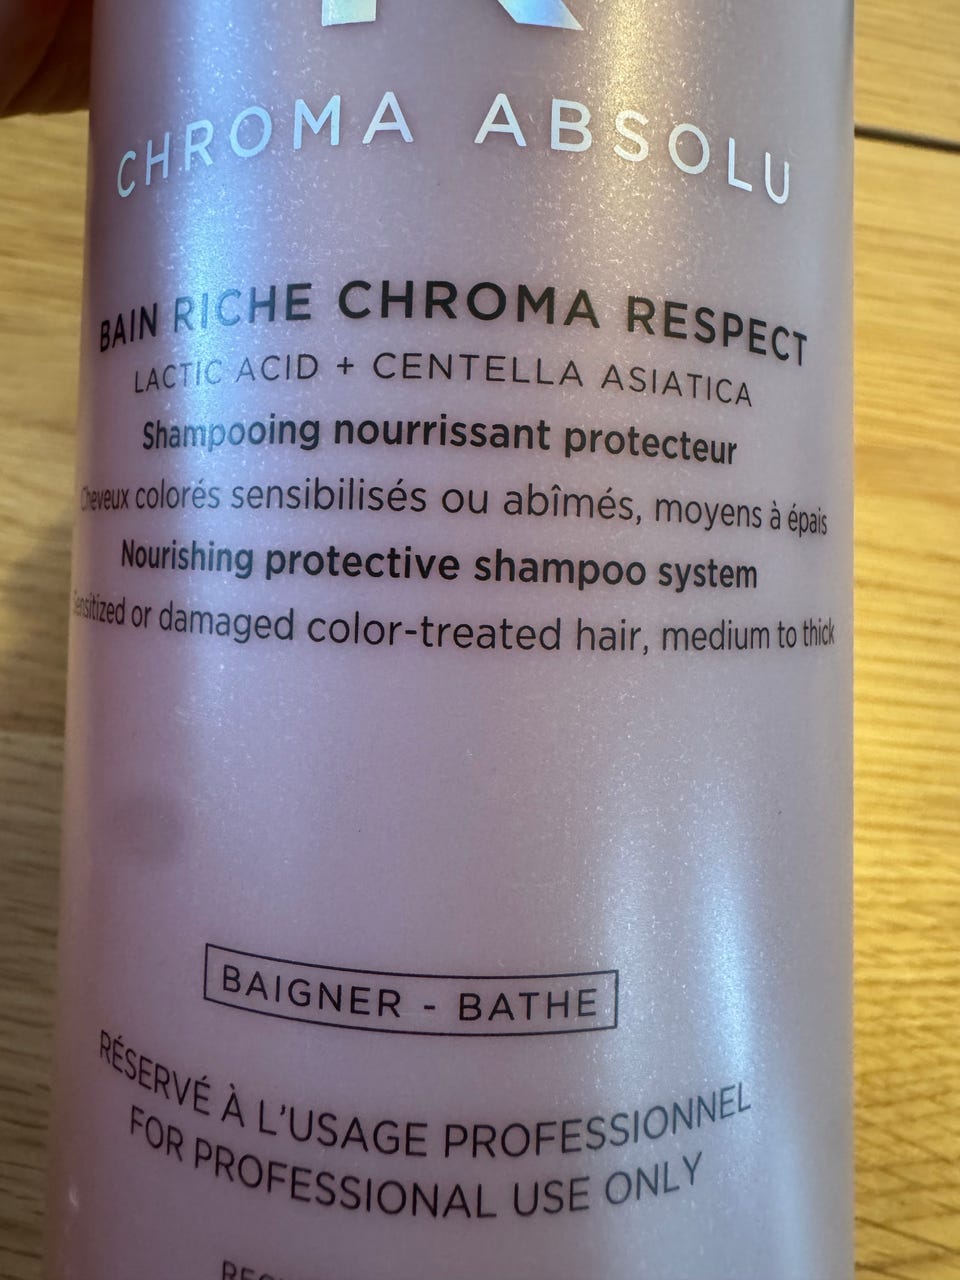 CHROMA ABSOLU
BAIN RICHE CHROMA RESPECT
LACTIC ACID + CENTELLA ASIATICA
Shampooing nourrissant protecteur
Cheveux colorés sensibilisés ou abîmés, moyens à épais
Nourishing protective shampoo system
Sensitized or damaged color-treated hair, medium to thick
BAIGNER - BATHE
RÉSERVÉ À L'USAGE PROFESSIONNEL
FOR PROFESSIONAL USE ONLY